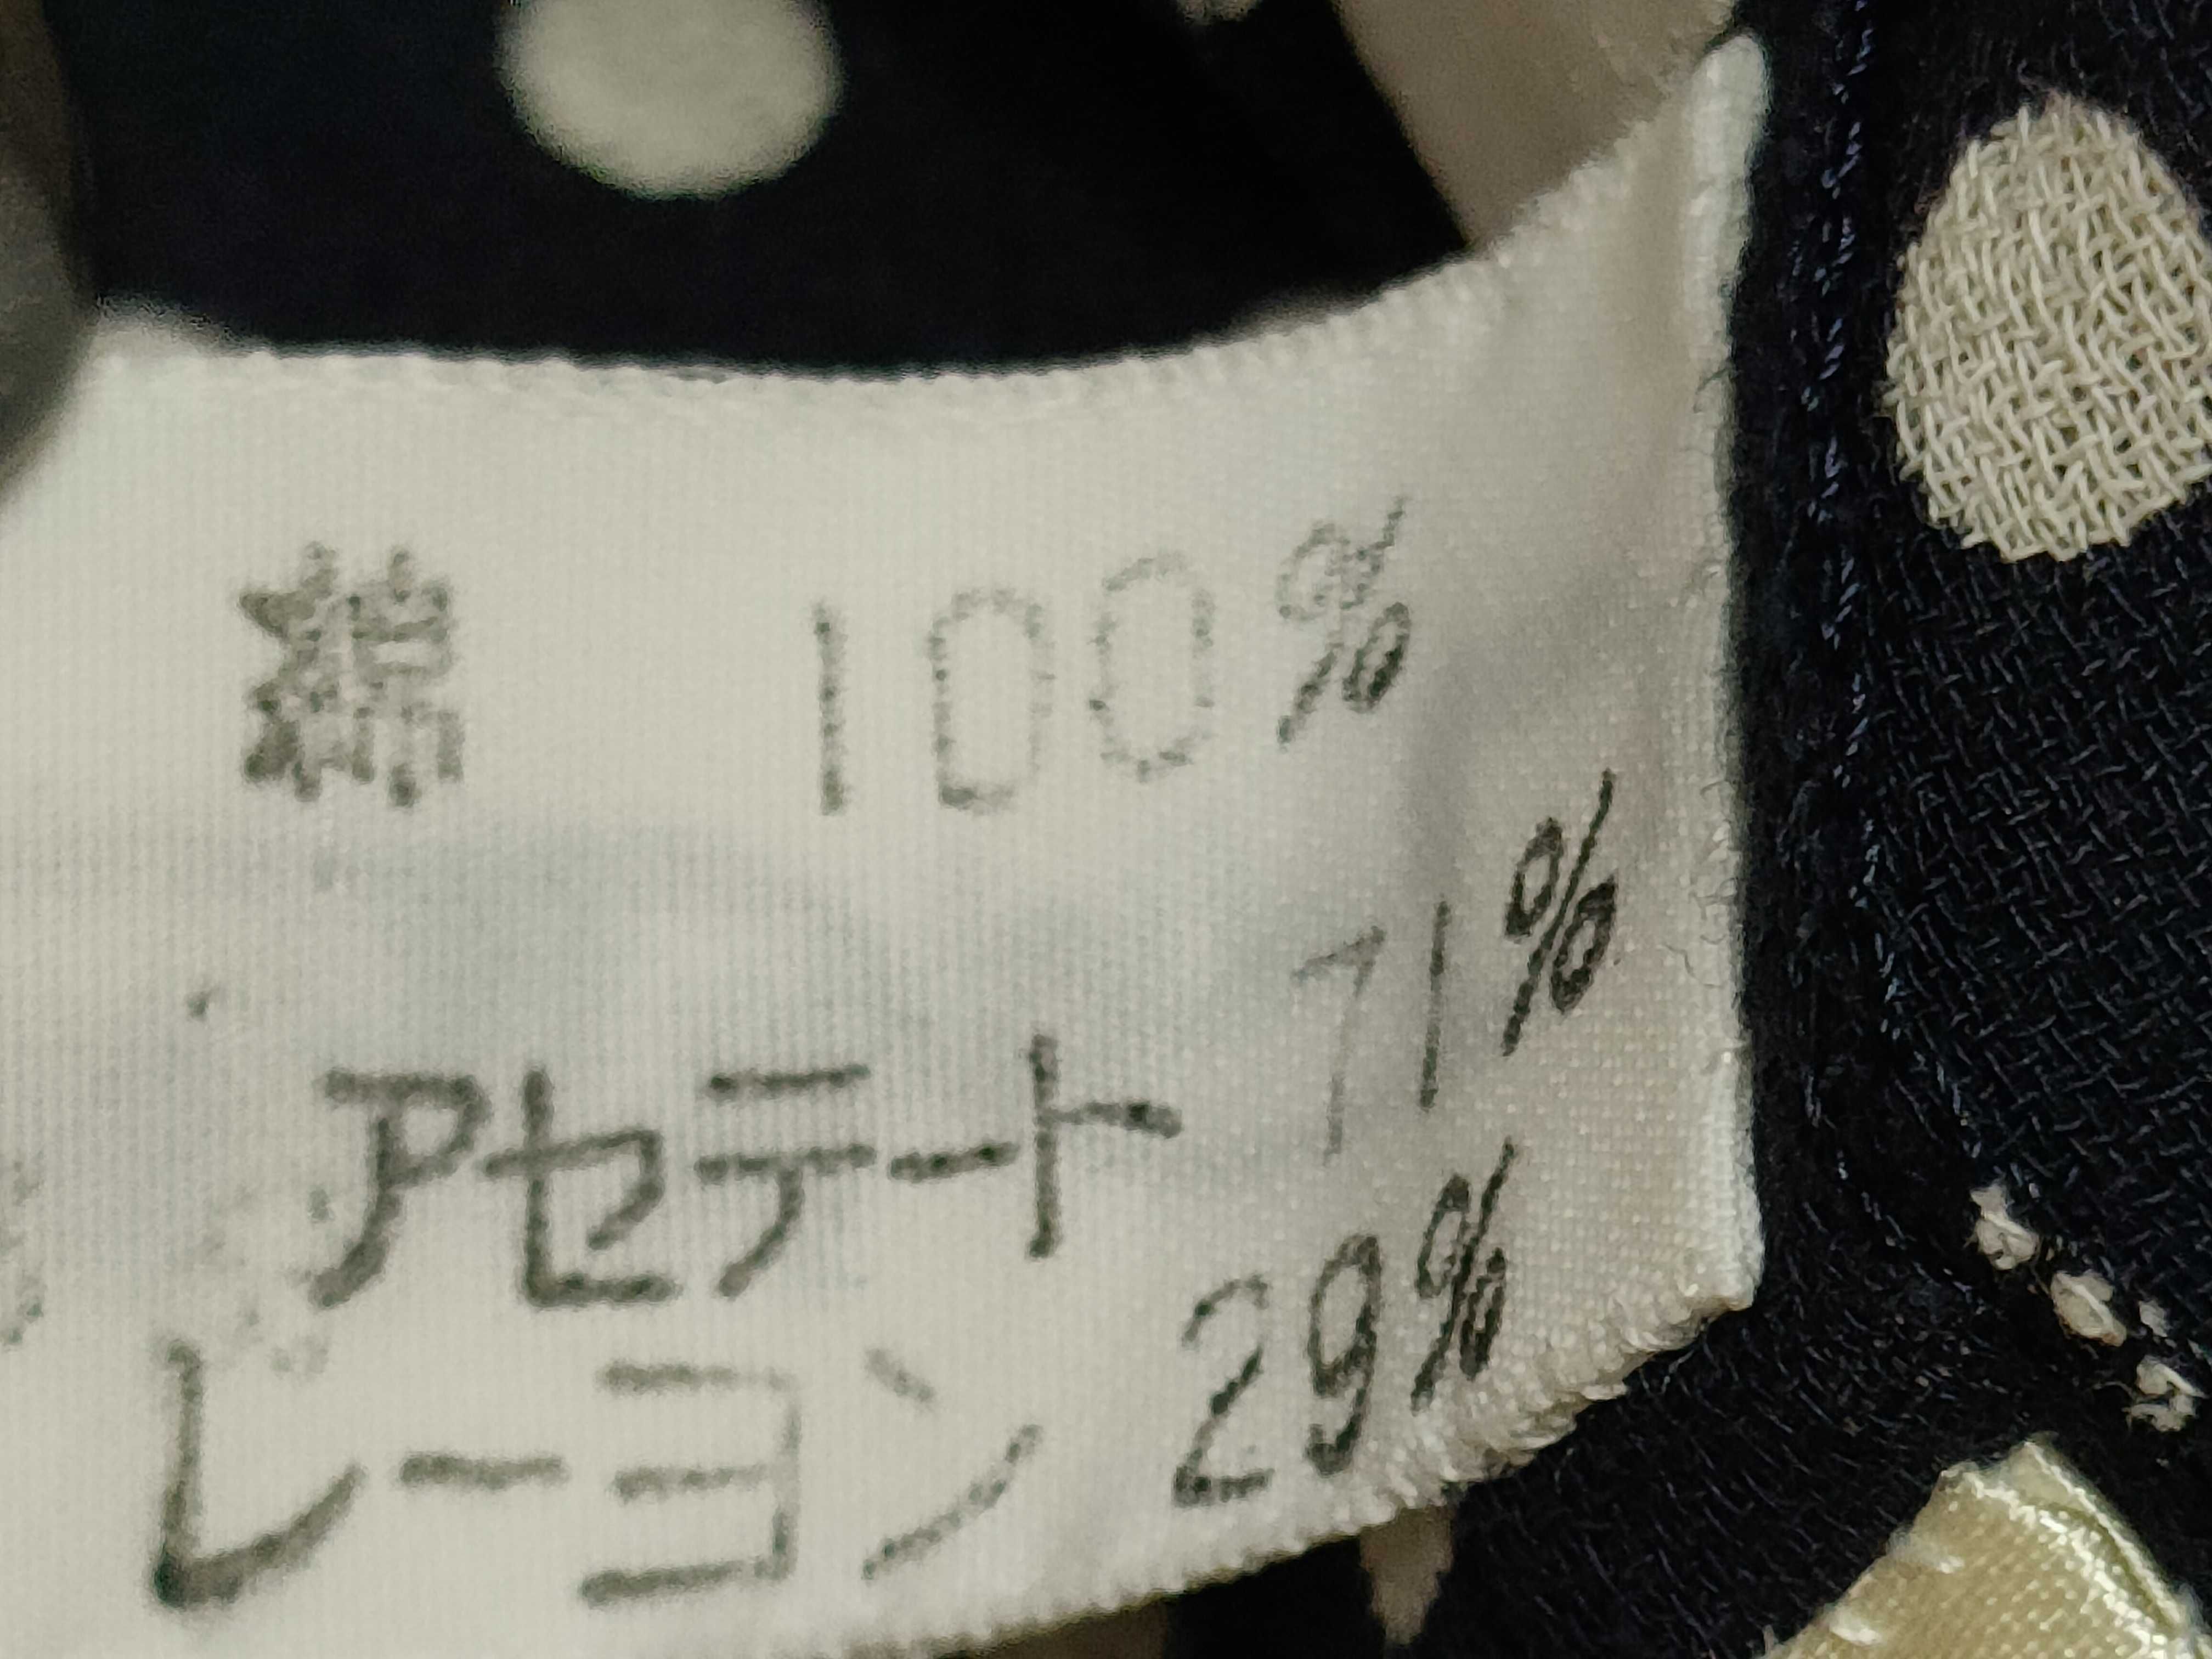 綿 100%
アセテート 71%
レーヨン 29%